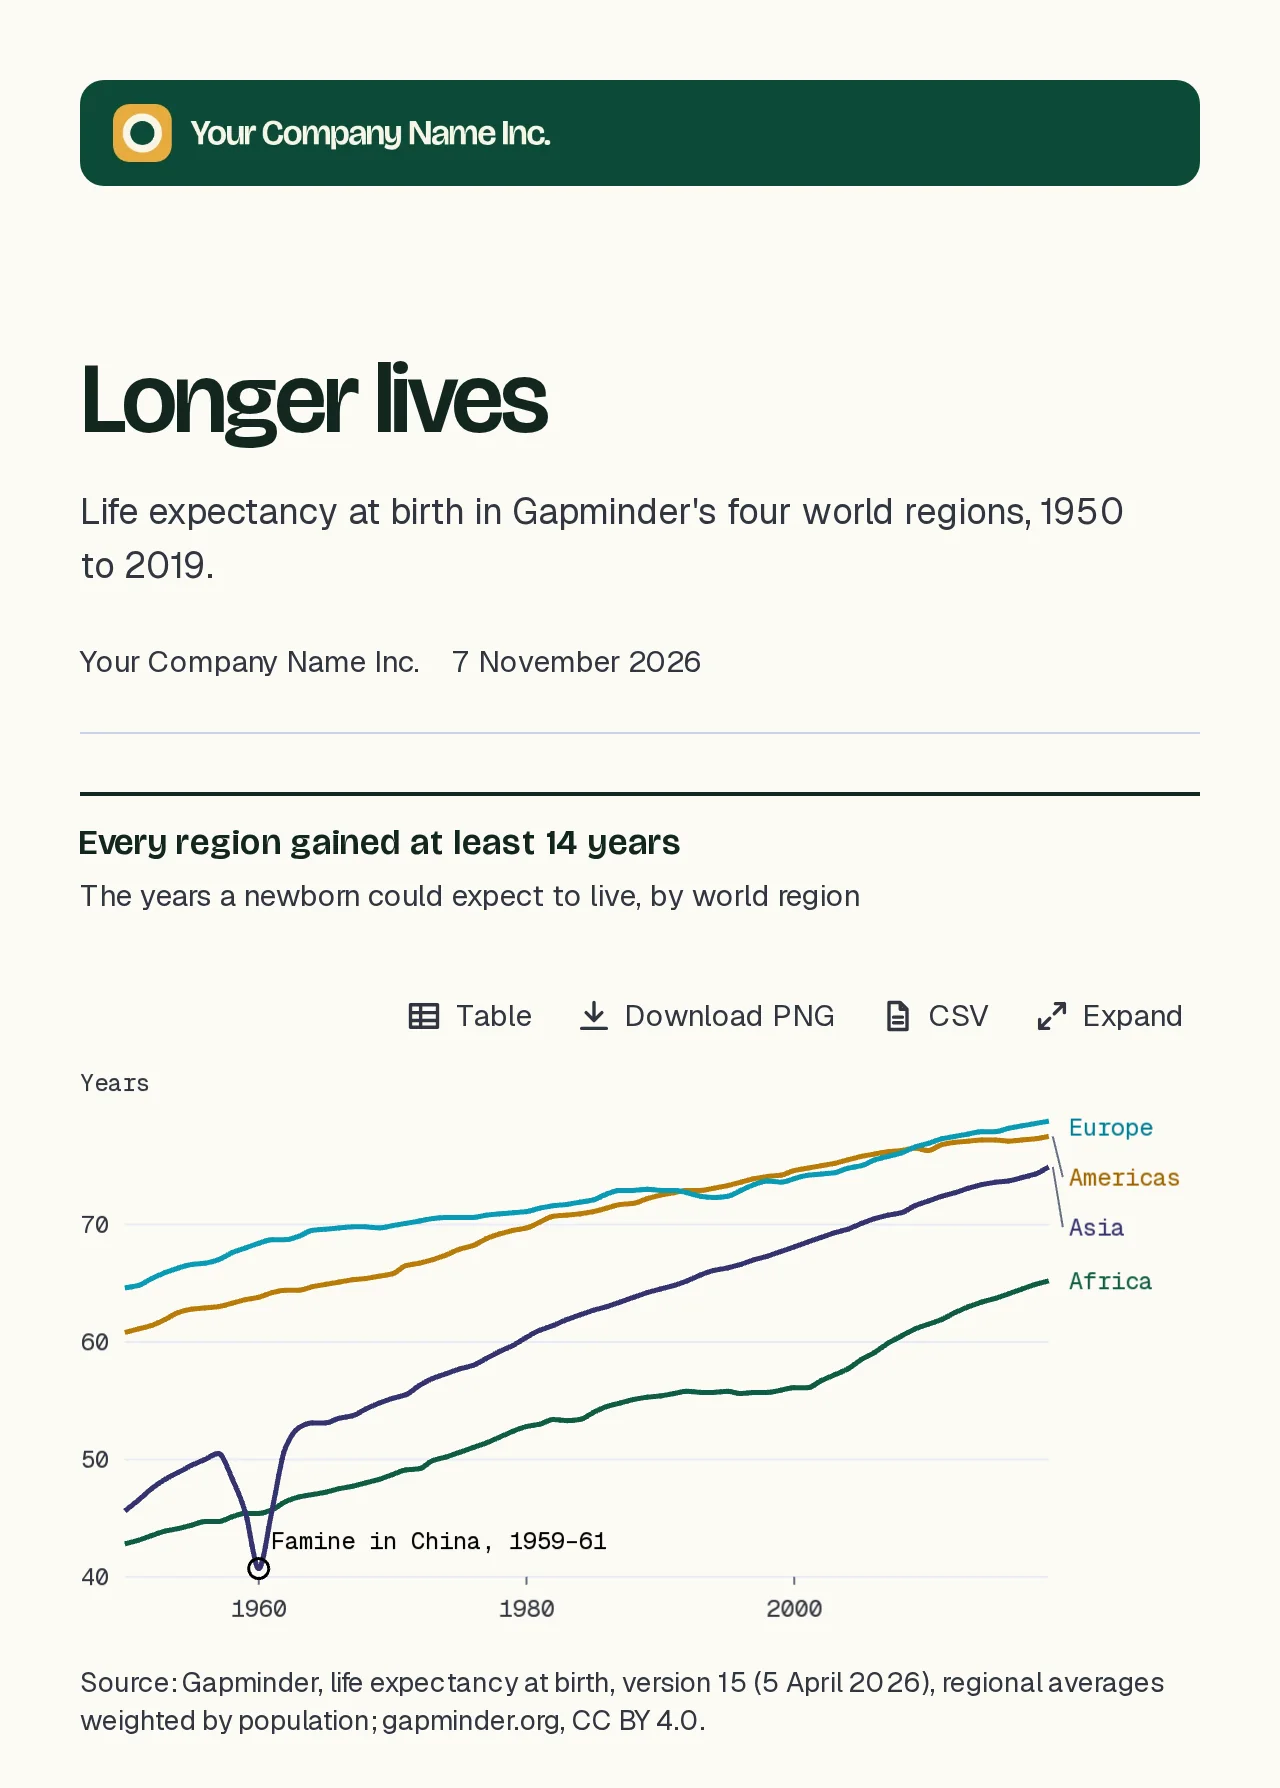 Your Company Name Inc.
Longer lives
Life expectancy at birth in Gapminder's four world regions, 1950
to 2019.
Your Company Name Inc. 7 November 2026
Every region gained at least 14 years
The years a newborn could expect to live, by world region
Table Download PNG CSV Expand
Years
Europe
Americas
70
Asia
Africa
60
50
Famine in China, 1959–61
40
1960 1980 2000
Source: Gapminder, life expectancy at birth, version 15 (5 April 2026), regional averages
weighted by population; gapminder.org, CC BY 4.0.